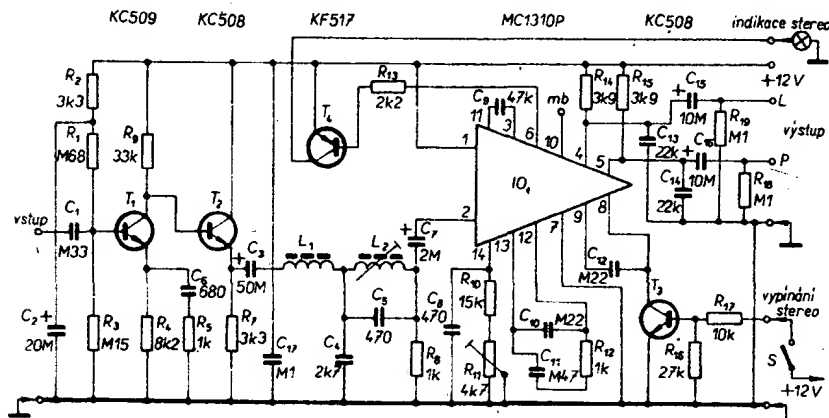 KC509 KC508 KF517 MC1310P KC508
indikace stereo
+12V
R2 3k3
R1 M68
R9 33k
C1 M33
vstup
T1
T2
C2 + 20M
R3 M15
R4 8k2
C6 680
R5 1k
R7 3k3
+ C3 50M
C17 M1
L1
L2
C4 2k7
C5 470
R8 1k
+ C7 2M
T4
R13 2k2
C9 47k
11 3 6 10 4 5
1
2
14 13 12 7 9 8
mb
IO1
C8 470
R10 15k
R11 4k7
C10 M22
C11 M47
R12 1k
C12 M22
R14 3k9
R15 3k9
C13 22k
C14 22k
+ C15 10M
+ C16 10M
R19 M1
R18 M1
L
výstup
P
T3
R17 10k
R16 27k
vypínání stereo
S
+12V